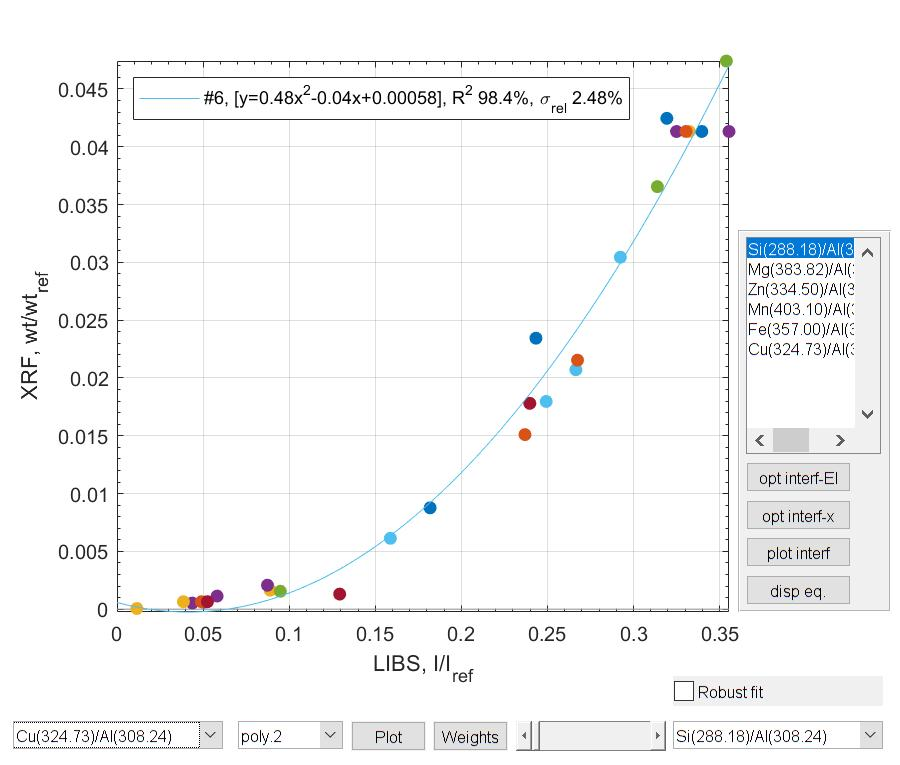 #6, [y=0.48x²-0.04x+0.00058], R² 98.4%, σrel 2.48%
0.045
0.04
0.035
0.03
0.025
0.02
0.015
0.01
0.005
0
XRF, wt/wtref
0 0.05 0.1 0.15 0.2 0.25 0.3 0.35
LIBS, I/Iref
Si(288.18)/Al(3
Mg(383.82)/Al(
Zn(334.50)/Al(3
Mn(403.10)/Al(
Fe(357.00)/Al(3
Cu(324.73)/Al(3
opt interf-El
opt interf-x
plot interf
disp eq.
Robust fit
Cu(324.73)/Al(308.24) poly.2 Plot Weights Si(288.18)/Al(308.24)